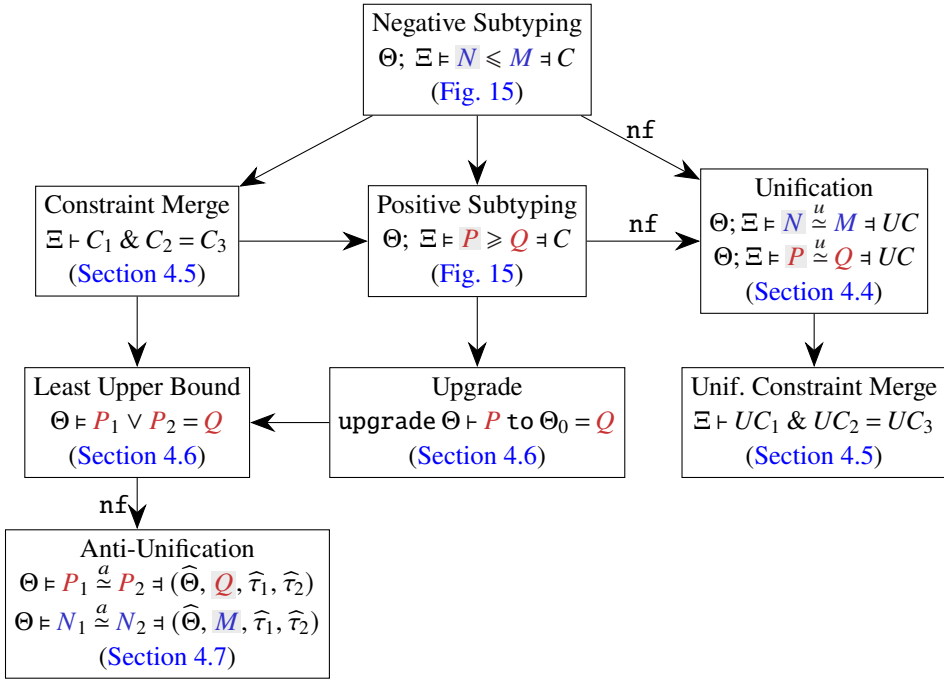 Negative Subtyping
Θ; Ξ ⊨ N ⩽ M ⫤ C
(Fig. 15)
nf
Constraint Merge
Ξ ⊢ C₁ & C₂ = C₃
(Section 4.5)
Positive Subtyping
Θ; Ξ ⊨ P ⩾ Q ⫤ C
(Fig. 15)
nf
Unification
Θ; Ξ ⊨ N ≃ᵘ M ⫤ UC
Θ; Ξ ⊨ P ≃ᵘ Q ⫤ UC
(Section 4.4)
Least Upper Bound
Θ ⊨ P₁ ∨ P₂ = Q
(Section 4.6)
Upgrade
upgrade Θ ⊢ P to Θ₀ = Q
(Section 4.6)
Unif. Constraint Merge
Ξ ⊢ UC₁ & UC₂ = UC₃
(Section 4.5)
nf
Anti-Unification
Θ ⊨ P₁ ≃ᵃ P₂ ⫤ (Θ̂, Q, τ̂₁, τ̂₂)
Θ ⊨ N₁ ≃ᵃ N₂ ⫤ (Θ̂, M, τ̂₁, τ̂₂)
(Section 4.7)